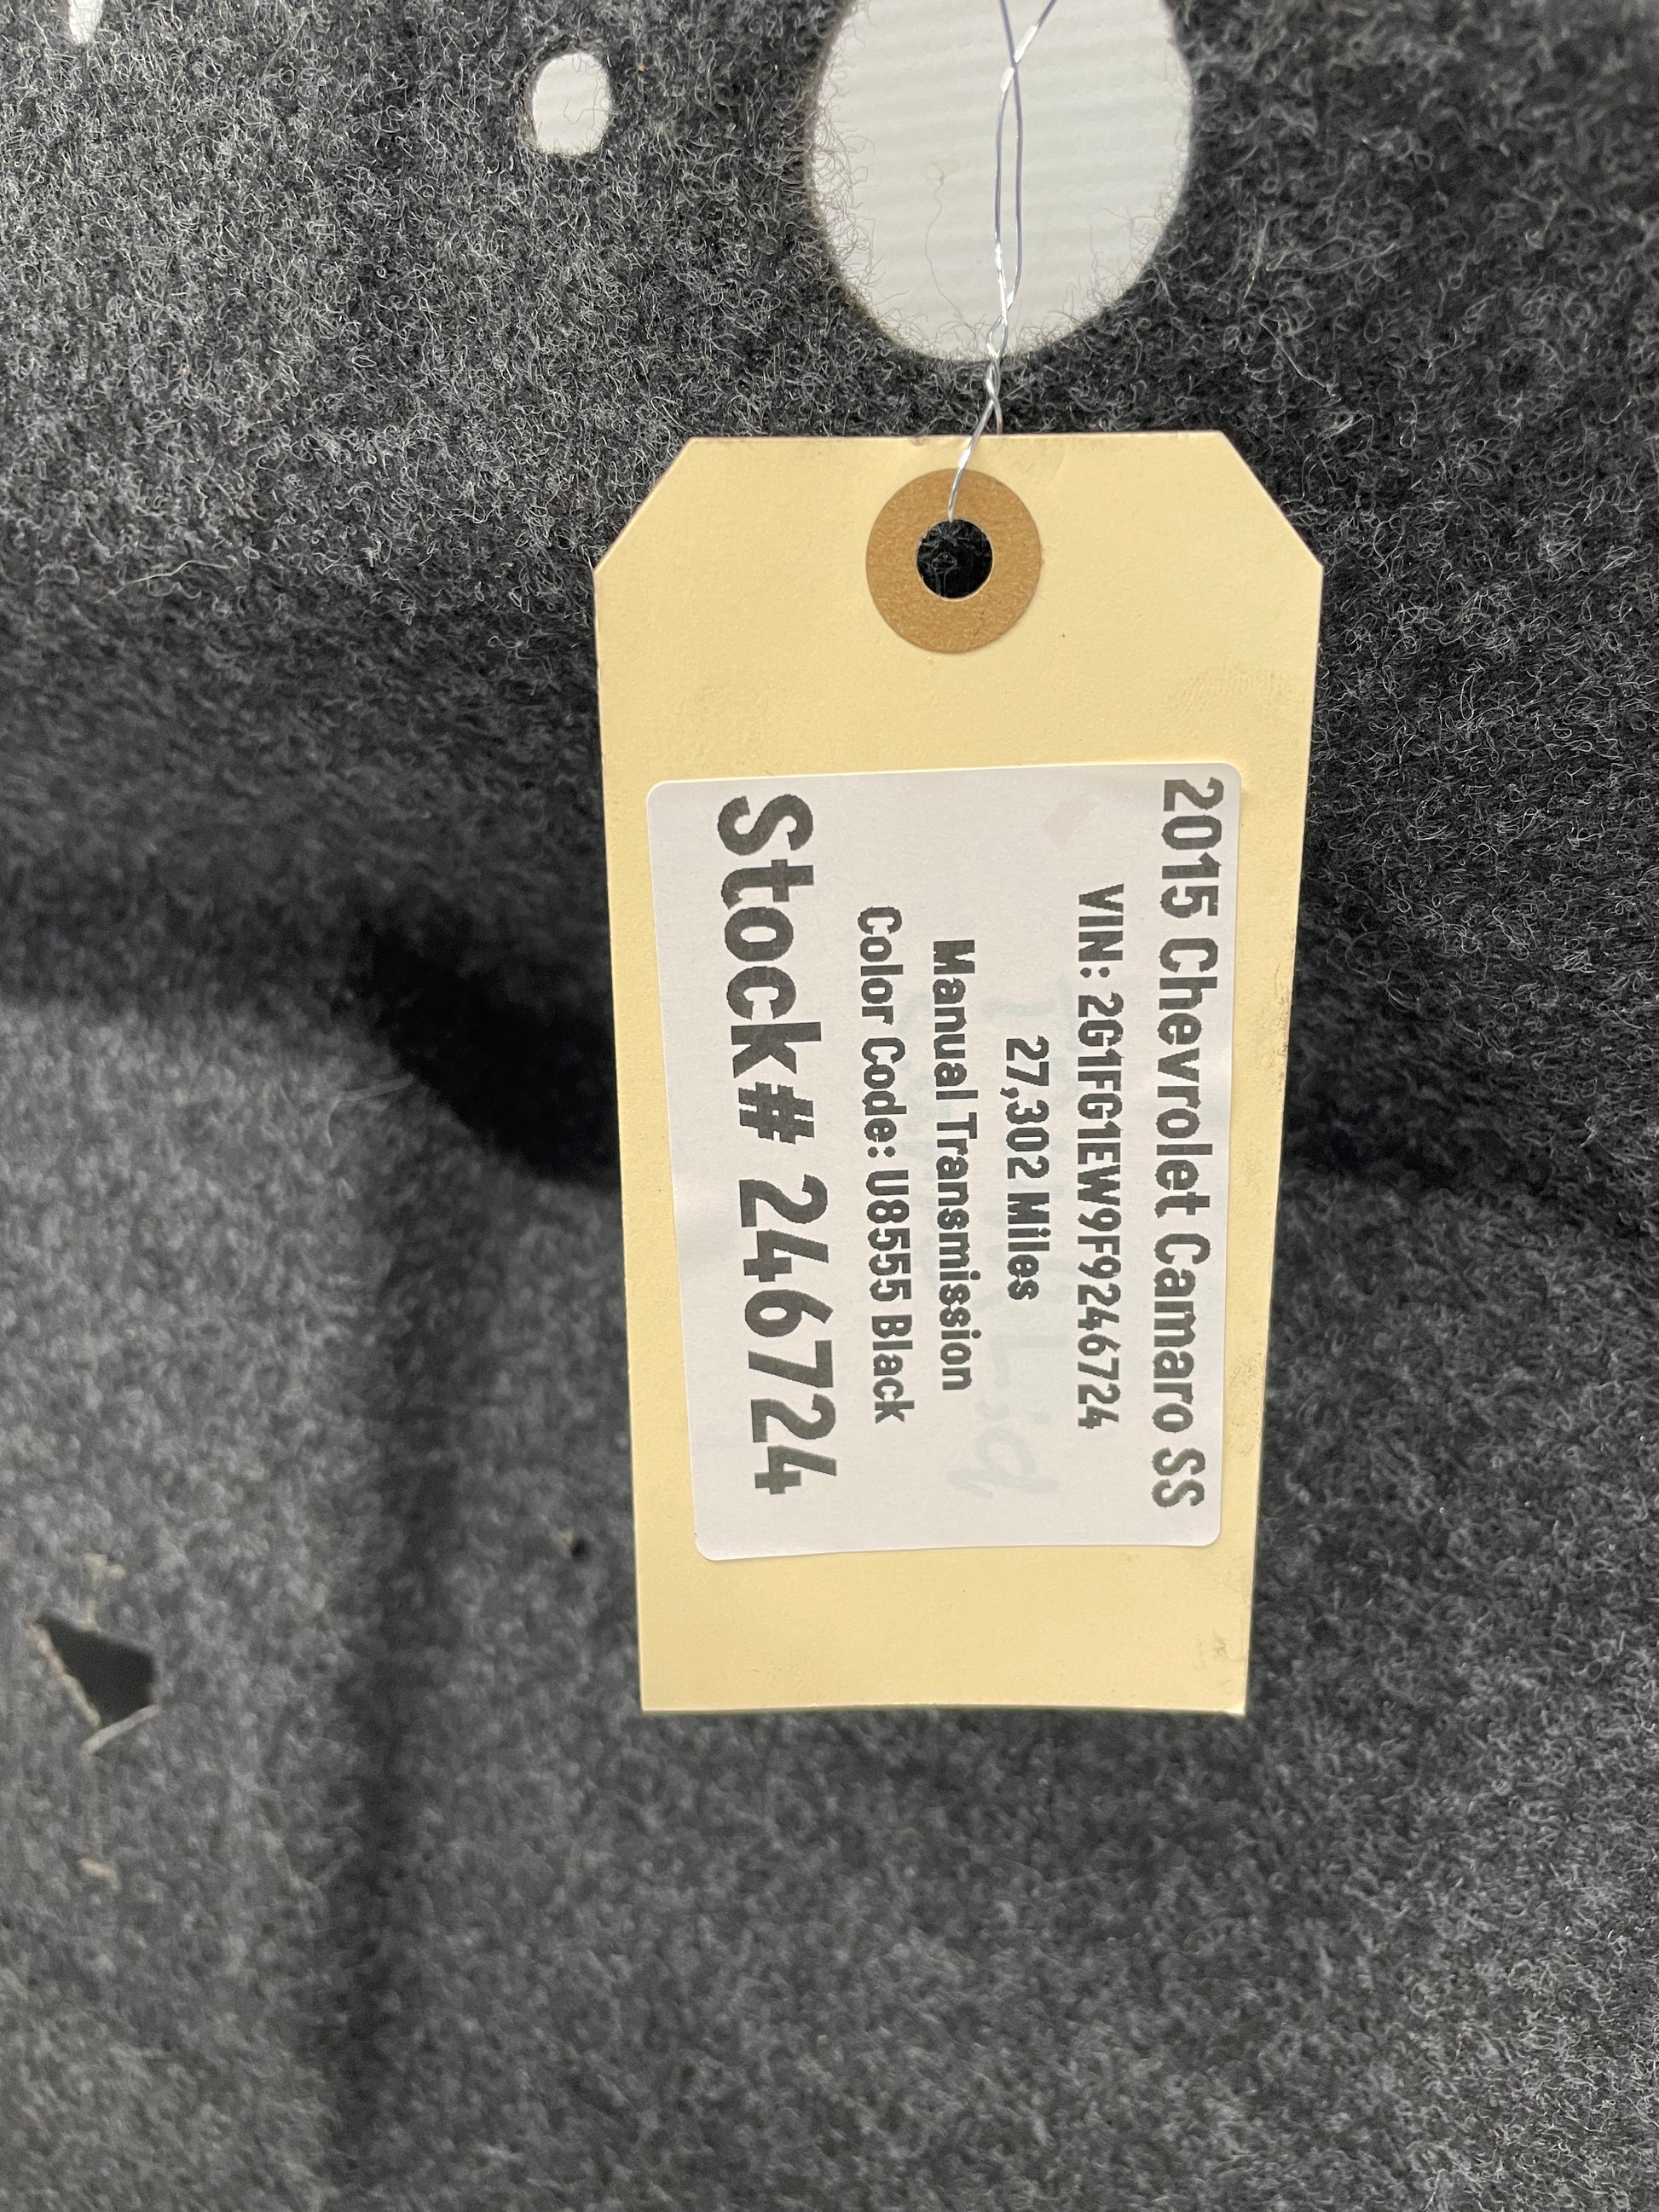 2015 Chevrolet Camaro SS
VIN: 2G1FG1EW9F9246724
27,302 Miles
Manual Transmission
Color Code: U8555 Black
Stock# 246724